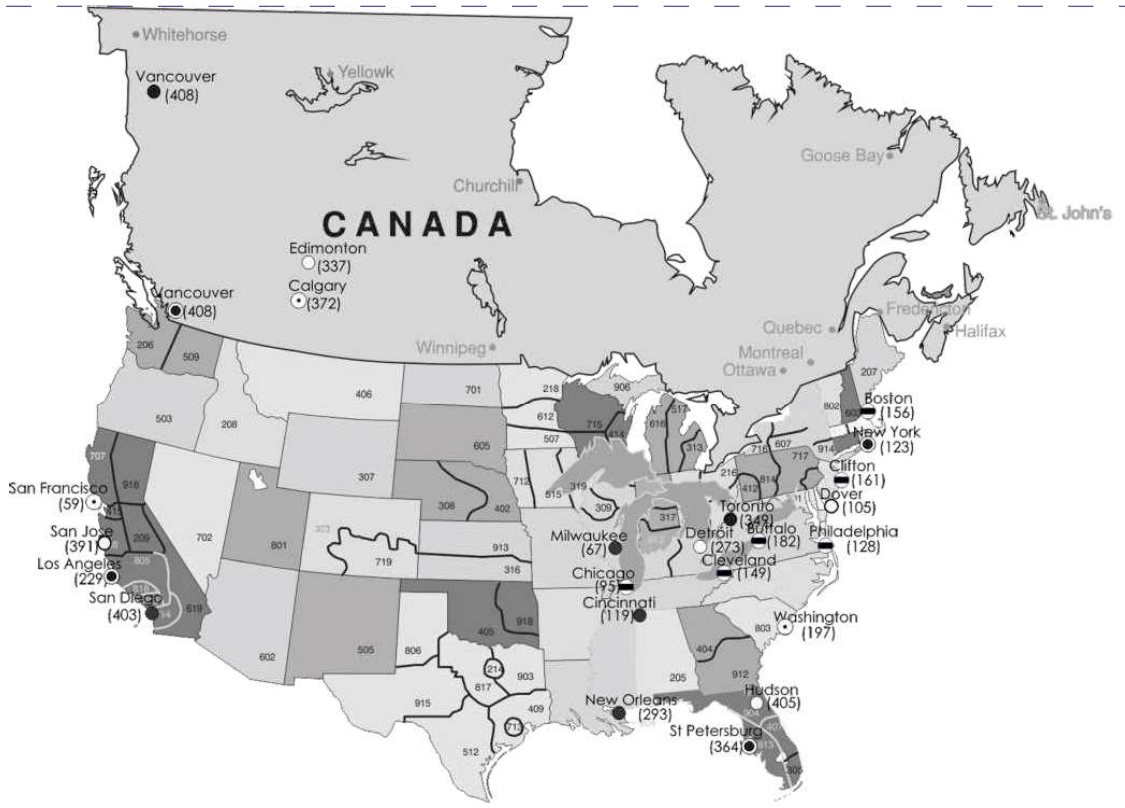 Whitehorse
Vancouver
(408)
Yellowk
Goose Bay
Churchill
St. John's
CANADA
Edimonton
(337)
Calgary
(372)
Vancouver
(408)
Fredericton
Halifax
Quebec
Winnipeg
Montreal
Ottawa
206
509
406
701
218
906
207
503
208
612
715
414
616
517
802
603
Boston
(156)
605
507
313
716
607
914
New York
(123)
707
916
307
712
319
216
717
Clifton
(161)
San Francisco
(59)
308
402
515
309
412
814
Dover
(105)
San Jose
(391)
209
702
801
719
913
317
Toronto
(349)
Milwaukee
(67)
Detroit
(273)
Buffalo
(182)
Philadelphia
(128)
Los Angeles
(229)
805
316
Chicago
(95)
Cleveland
(149)
San Diego
(403)
619
Cincinnati
(119)
Washington
(197)
405
918
803
602
505
806
404
214
903
205
912
817
915
409
New Orleans
(293)
Hudson
(405)
904
713
407
St Petersburg
(364)
813
512
305